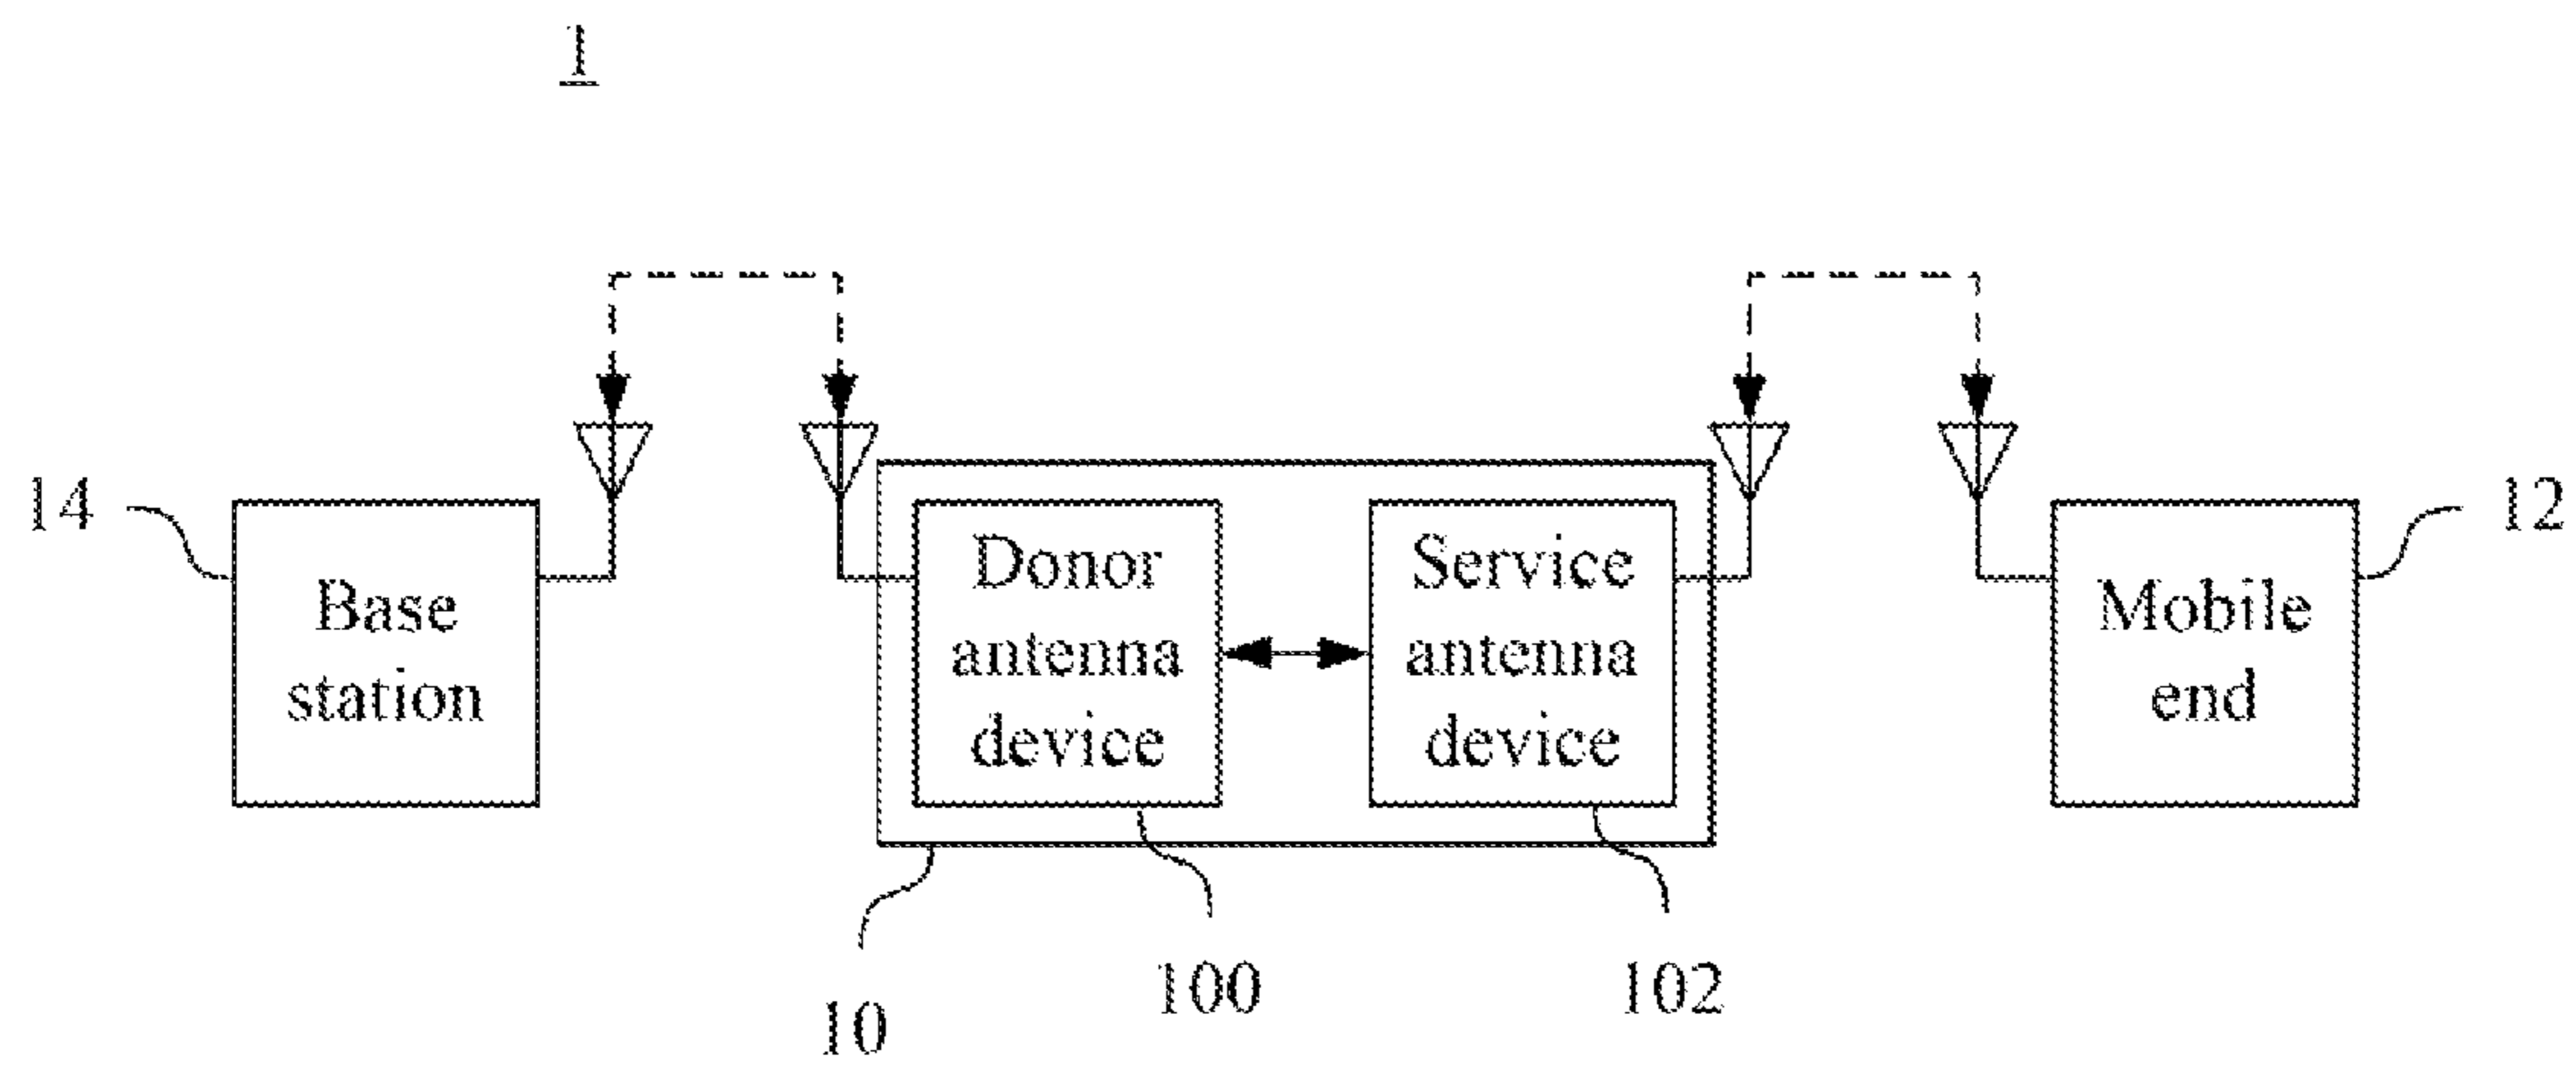 1
14
Base
station
Donor
antenna
device
Service
antenna
device
Mobile
end
12
10
100
102